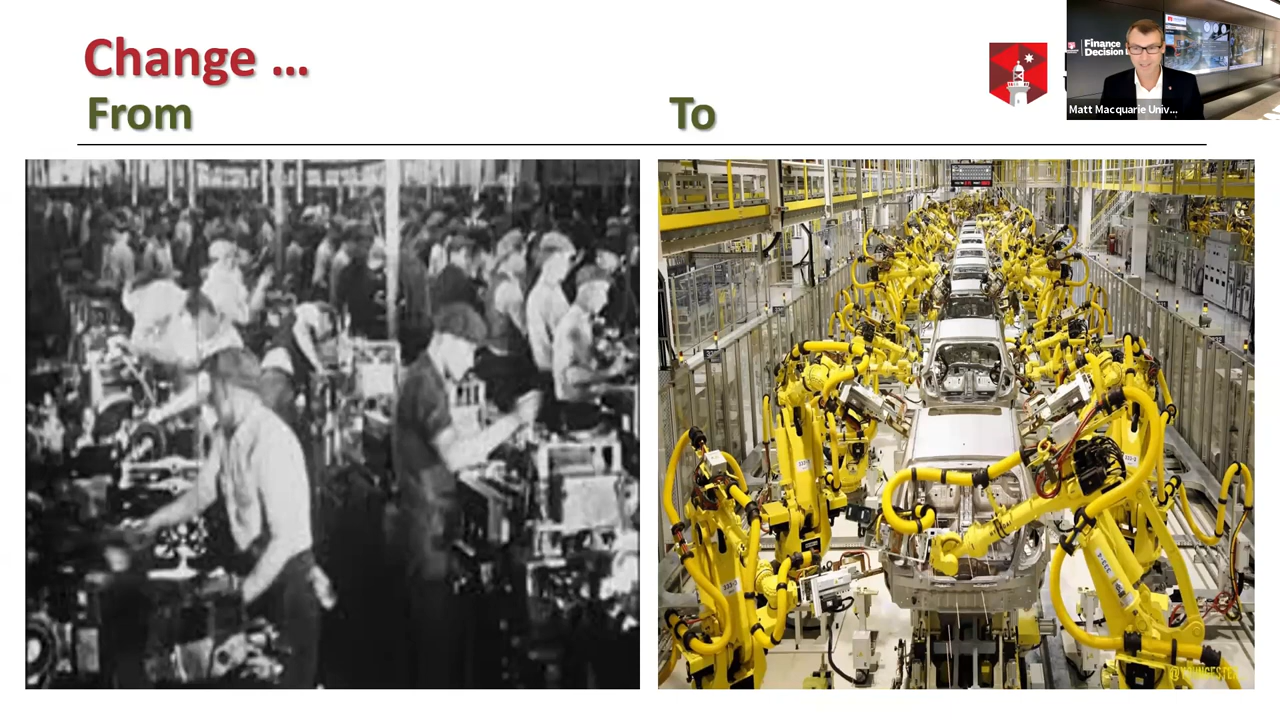 Change ...
From
To
Finance
Decision
Matt Macquarie Univ...